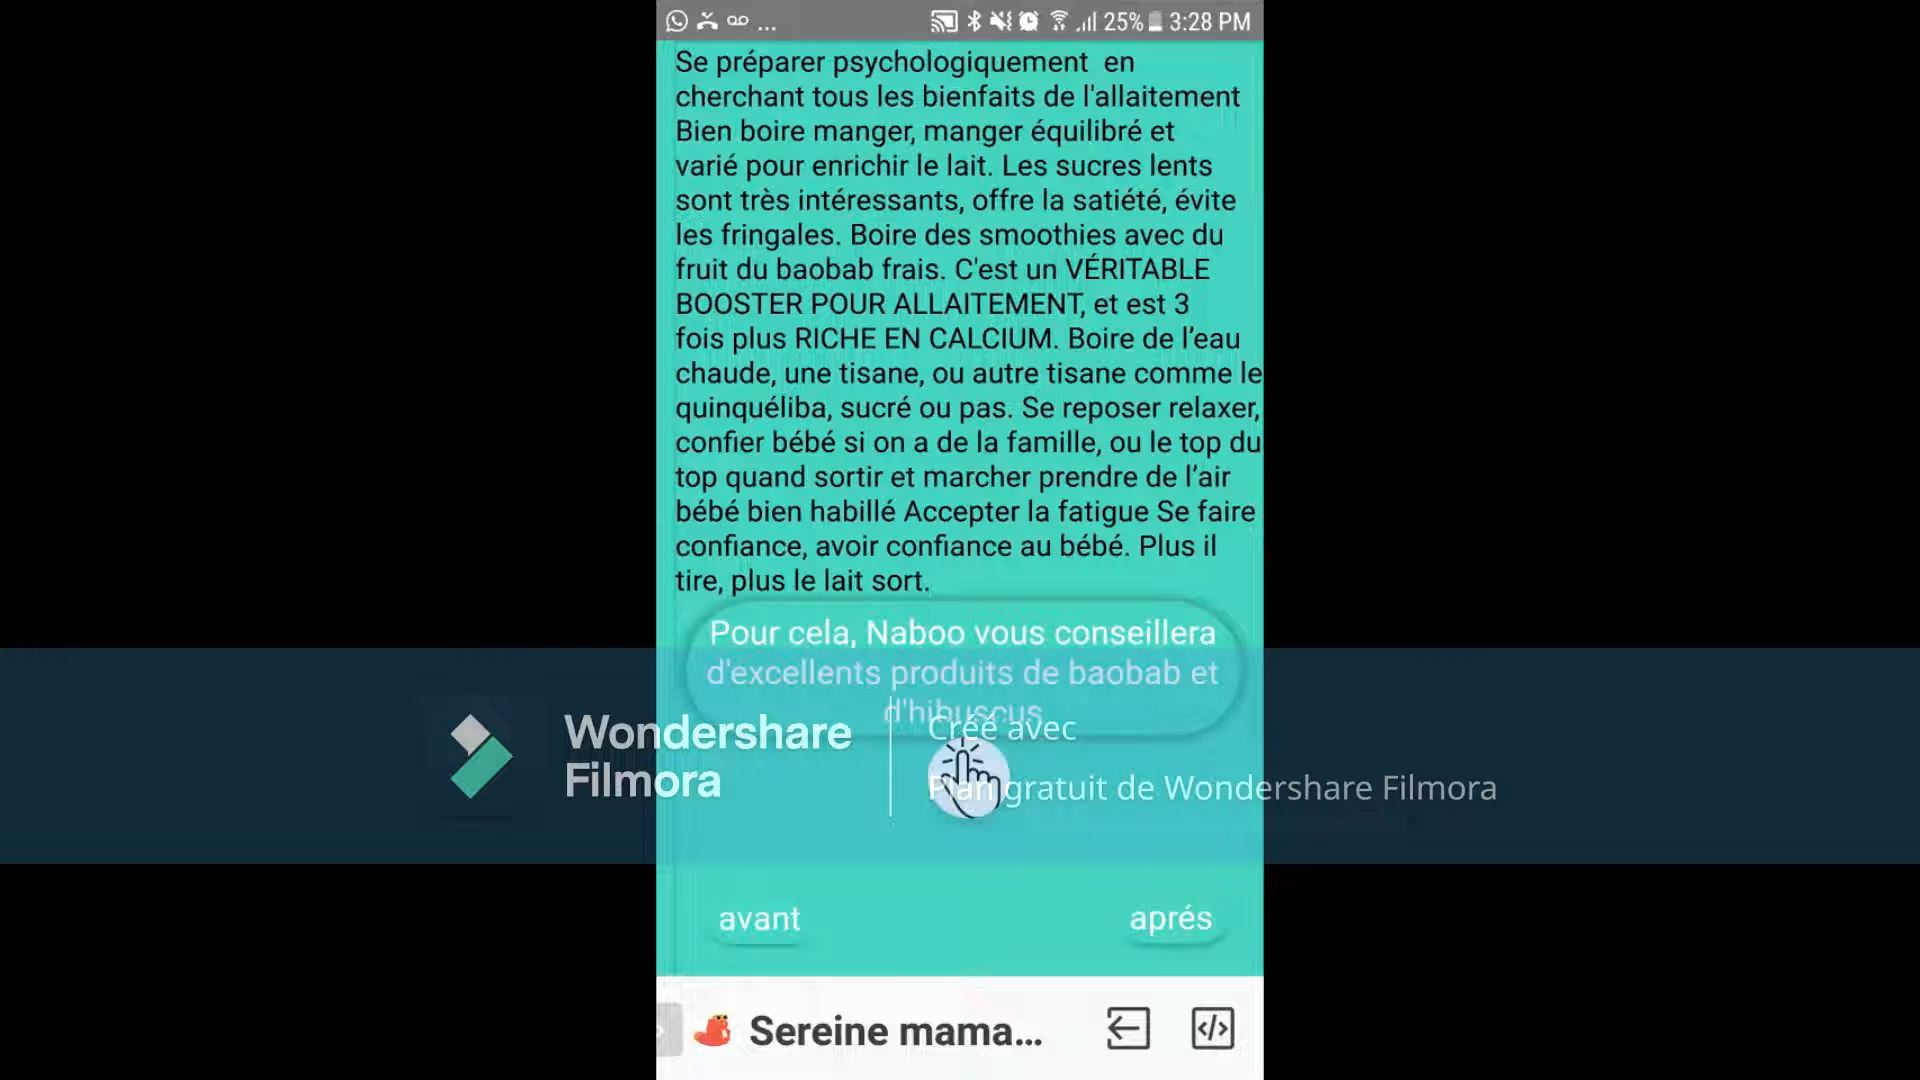 ... 25% 3:28 PM
Se préparer psychologiquement en
cherchant tous les bienfaits de l'allaitement
Bien boire manger, manger équilibré et
varié pour enrichir le lait. Les sucres lents
sont très intéressants, offre la satiété, évite
les fringales. Boire des smoothies avec du
fruit du baobab frais. C'est un VÉRITABLE
BOOSTER POUR ALLAITEMENT, et est 3
fois plus RICHE EN CALCIUM. Boire de l’eau
chaude, une tisane, ou autre tisane comme le
quinquéliba, sucré ou pas. Se reposer relaxer,
confier bébé si on a de la famille, ou le top du
top quand sortir et marcher prendre de l’air
bébé bien habillé Accepter la fatigue Se faire
confiance, avoir confiance au bébé. Plus il
tire, plus le lait sort.
Pour cela, Naboo vous conseillera
d'excellents produits de baobab et
d'hibuscus
Wondershare
Filmora
Créé avec
Plan gratuit de Wondershare Filmora
avant
aprés
Sereine mama...